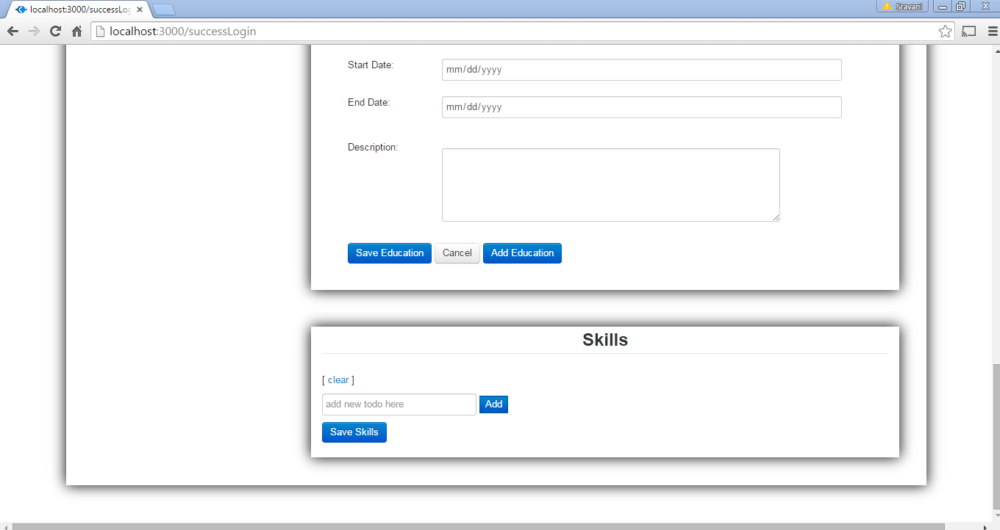 localhost:3000/successLog
Sravani
localhost:3000/successLogin
Start Date:
mm/dd/yyyy
End Date:
mm/dd/yyyy
Description:
Save Education Cancel Add Education
Skills
[ clear ]
add new todo here Add
Save Skills